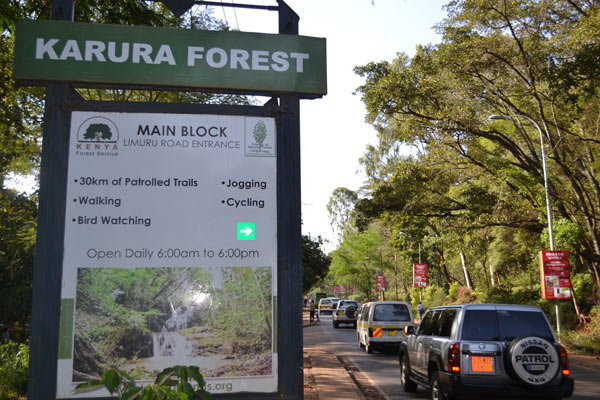 KARURA FOREST
KENYA
Forest Service
MAIN BLOCK
LIMURU ROAD ENTRANCE
•30km of Patrolled Trails
•Walking
•Bird Watching
•Jogging
•Cycling
Open Daily 6:00am to 6:00pm
.org
NISSAN
PATROL